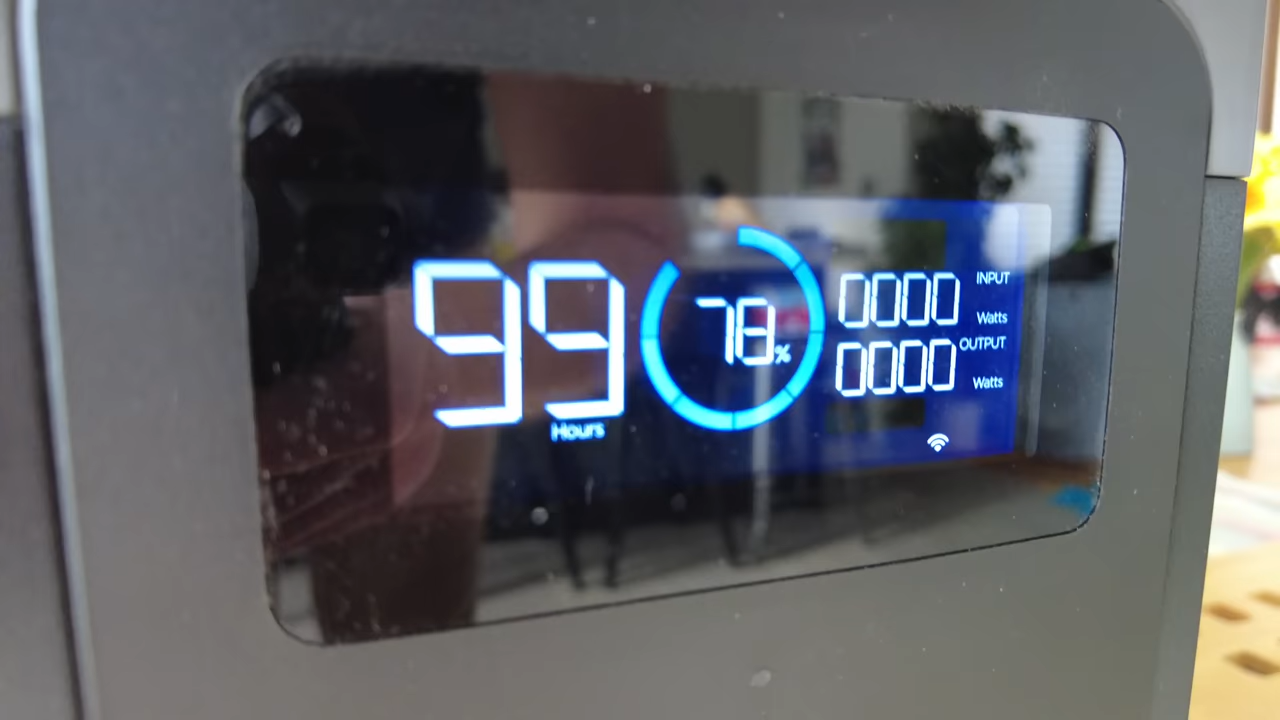 99
Hours
78%
0000 INPUT Watts
0000 OUTPUT Watts